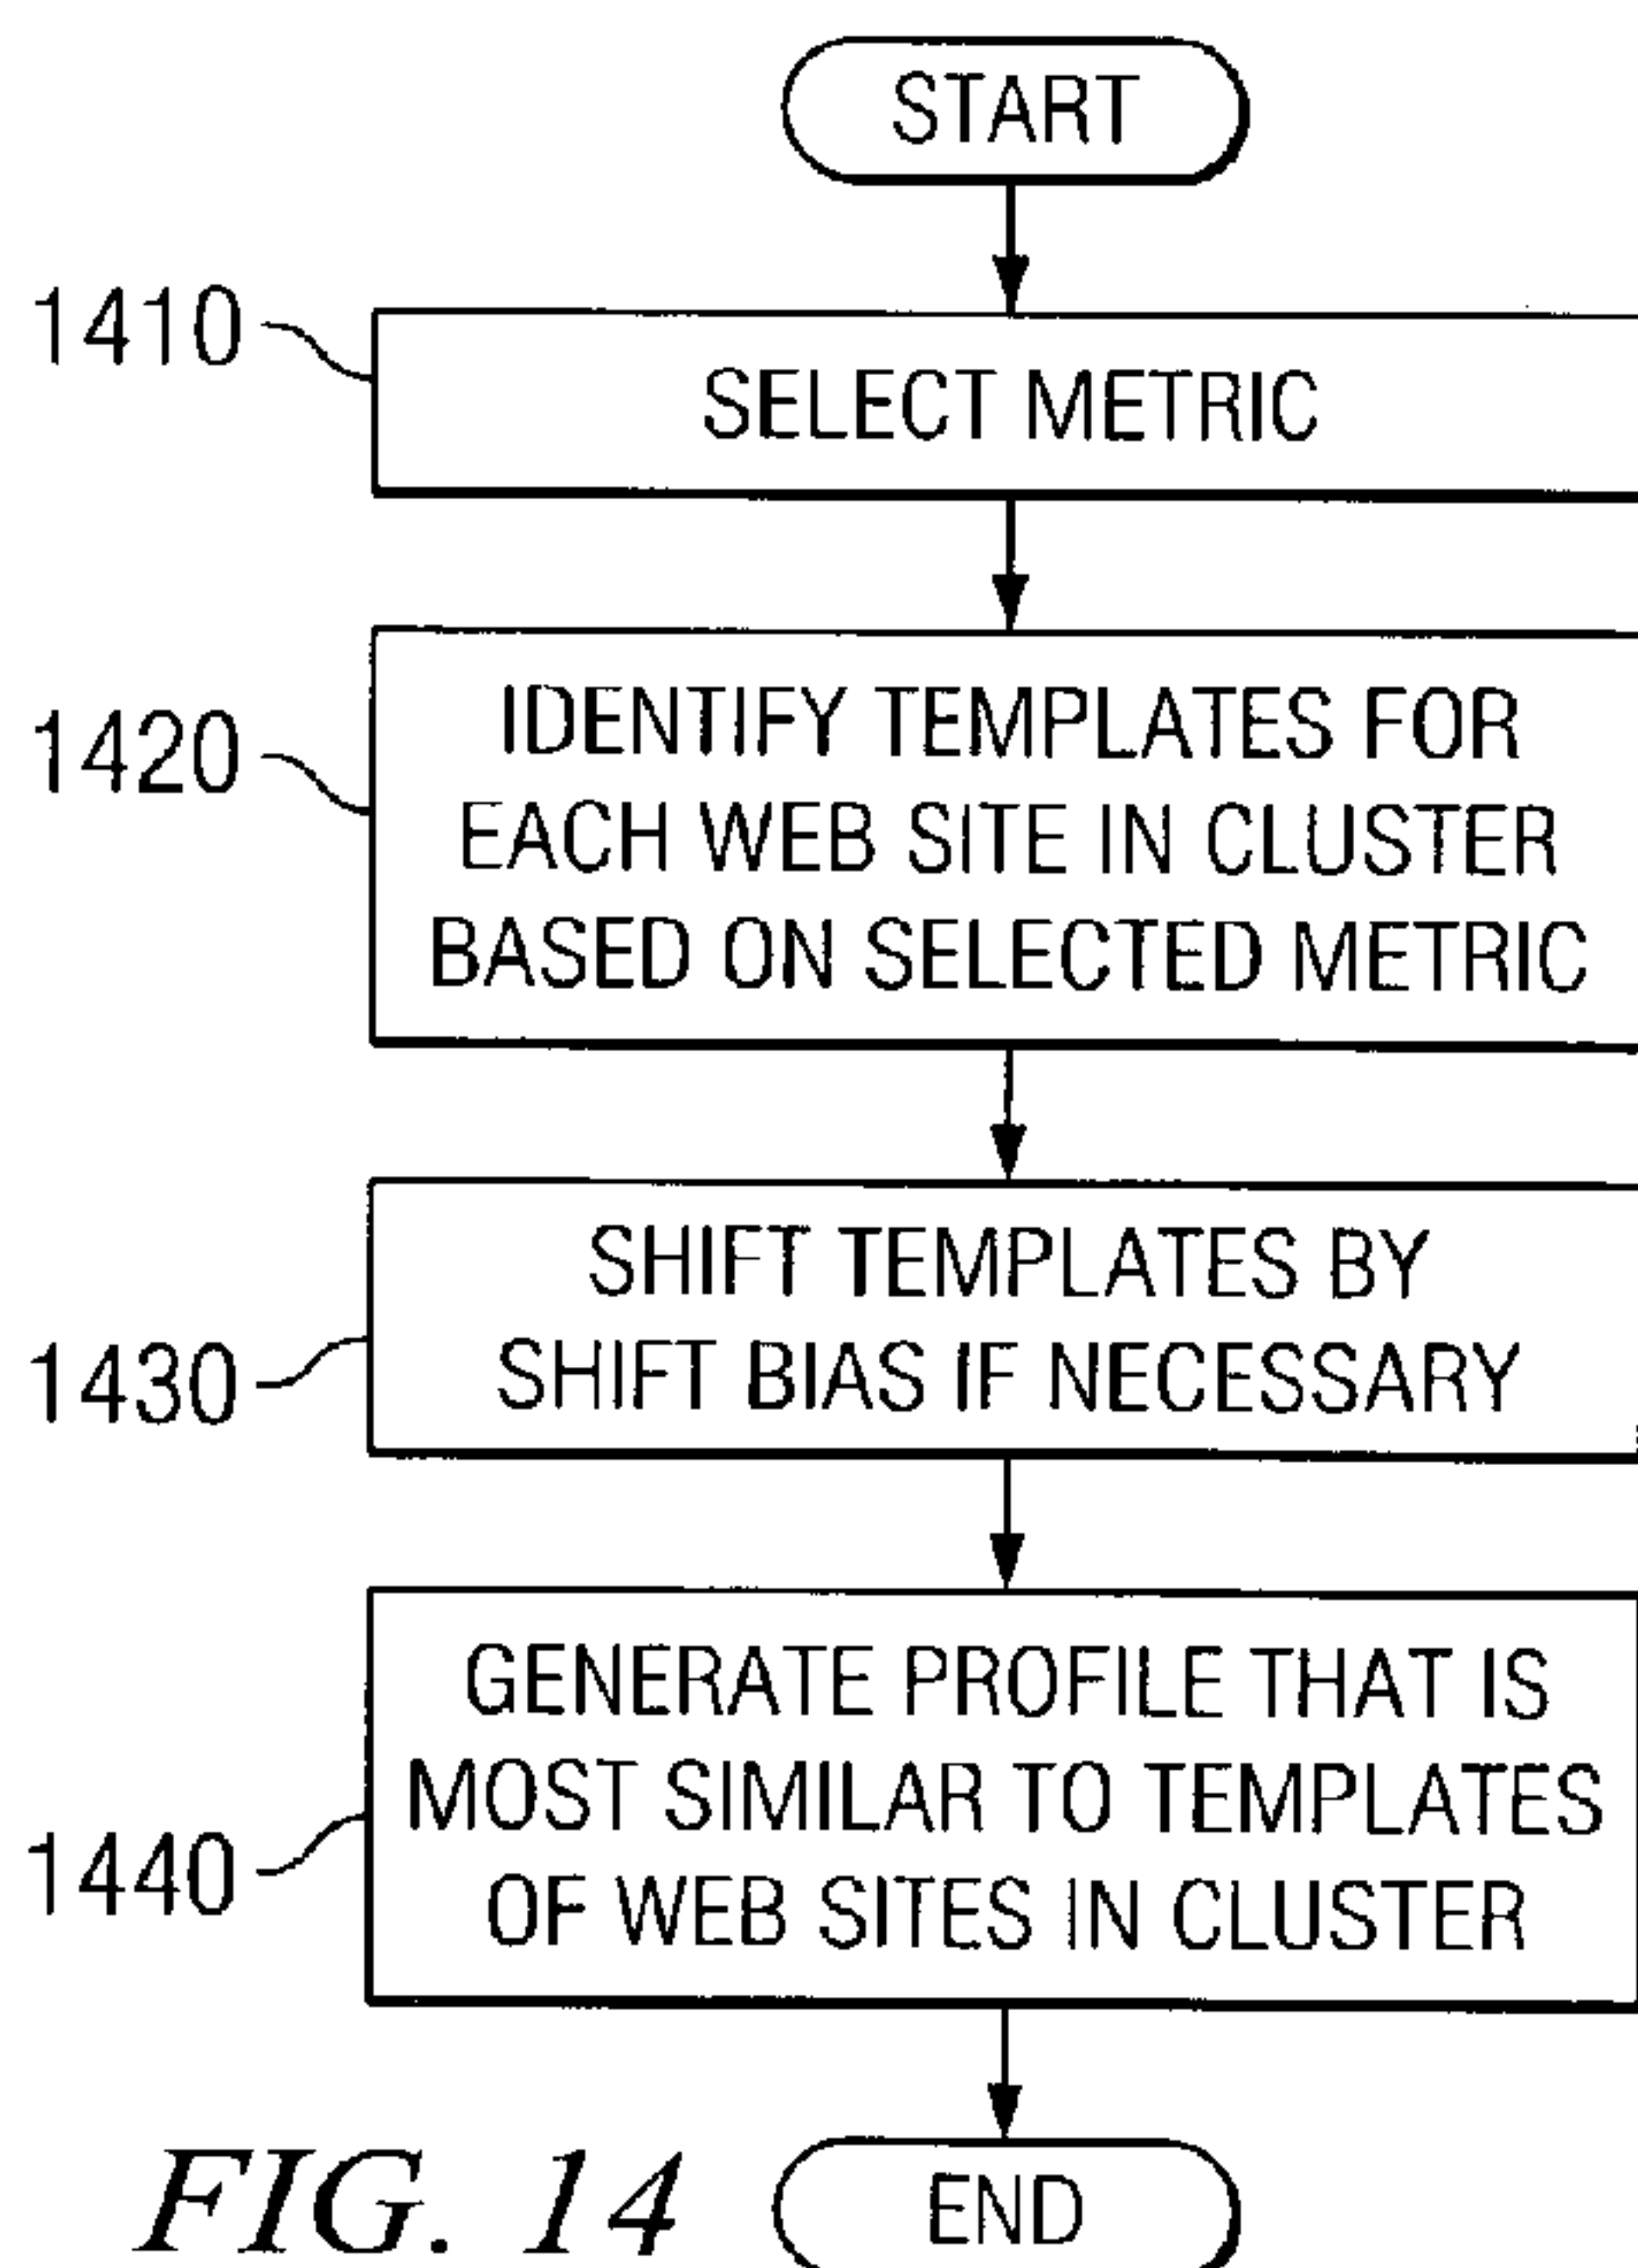 START
1410
SELECT METRIC
1420
IDENTIFY TEMPLATES FOR
EACH WEB SITE IN CLUSTER
BASED ON SELECTED METRIC
1430
SHIFT TEMPLATES BY
SHIFT BIAS IF NECESSARY
1440
GENERATE PROFILE THAT IS
MOST SIMILAR TO TEMPLATES
OF WEB SITES IN CLUSTER
END
FIG. 14